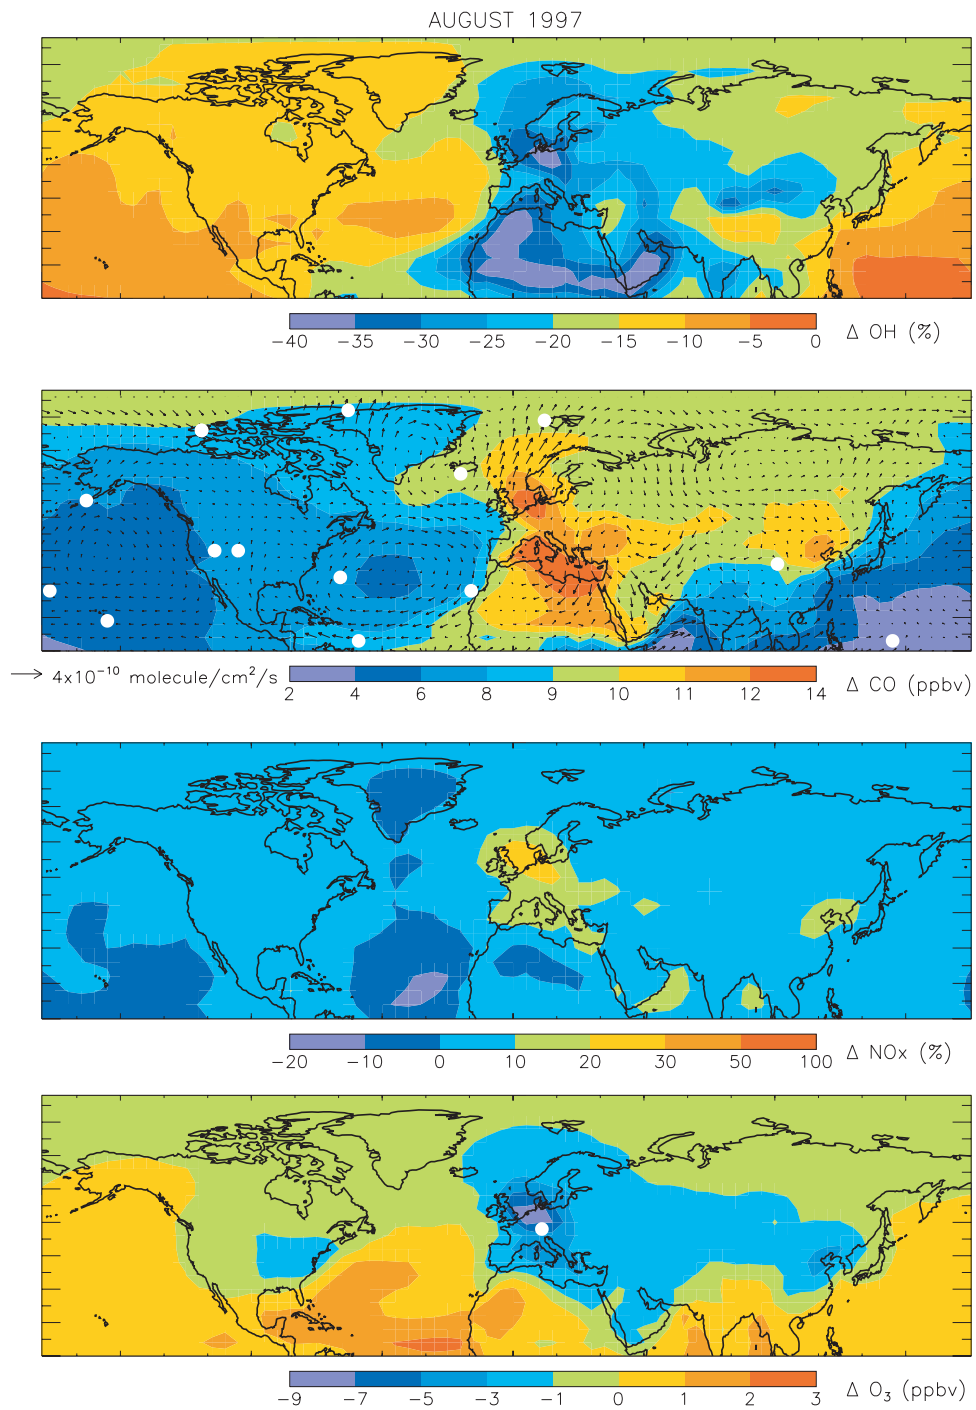 AUGUST 1997
−40 −35 −30 −25 −20 −15 −10 −5 0 Δ OH (%)
4x10⁻¹⁰ molecule/cm²/s 2 4 6 8 9 10 11 12 14 Δ CO (ppbv)
−20 −10 0 10 20 30 50 100 Δ NOx (%)
−9 −7 −5 −3 −1 0 1 2 3 Δ O₃ (ppbv)